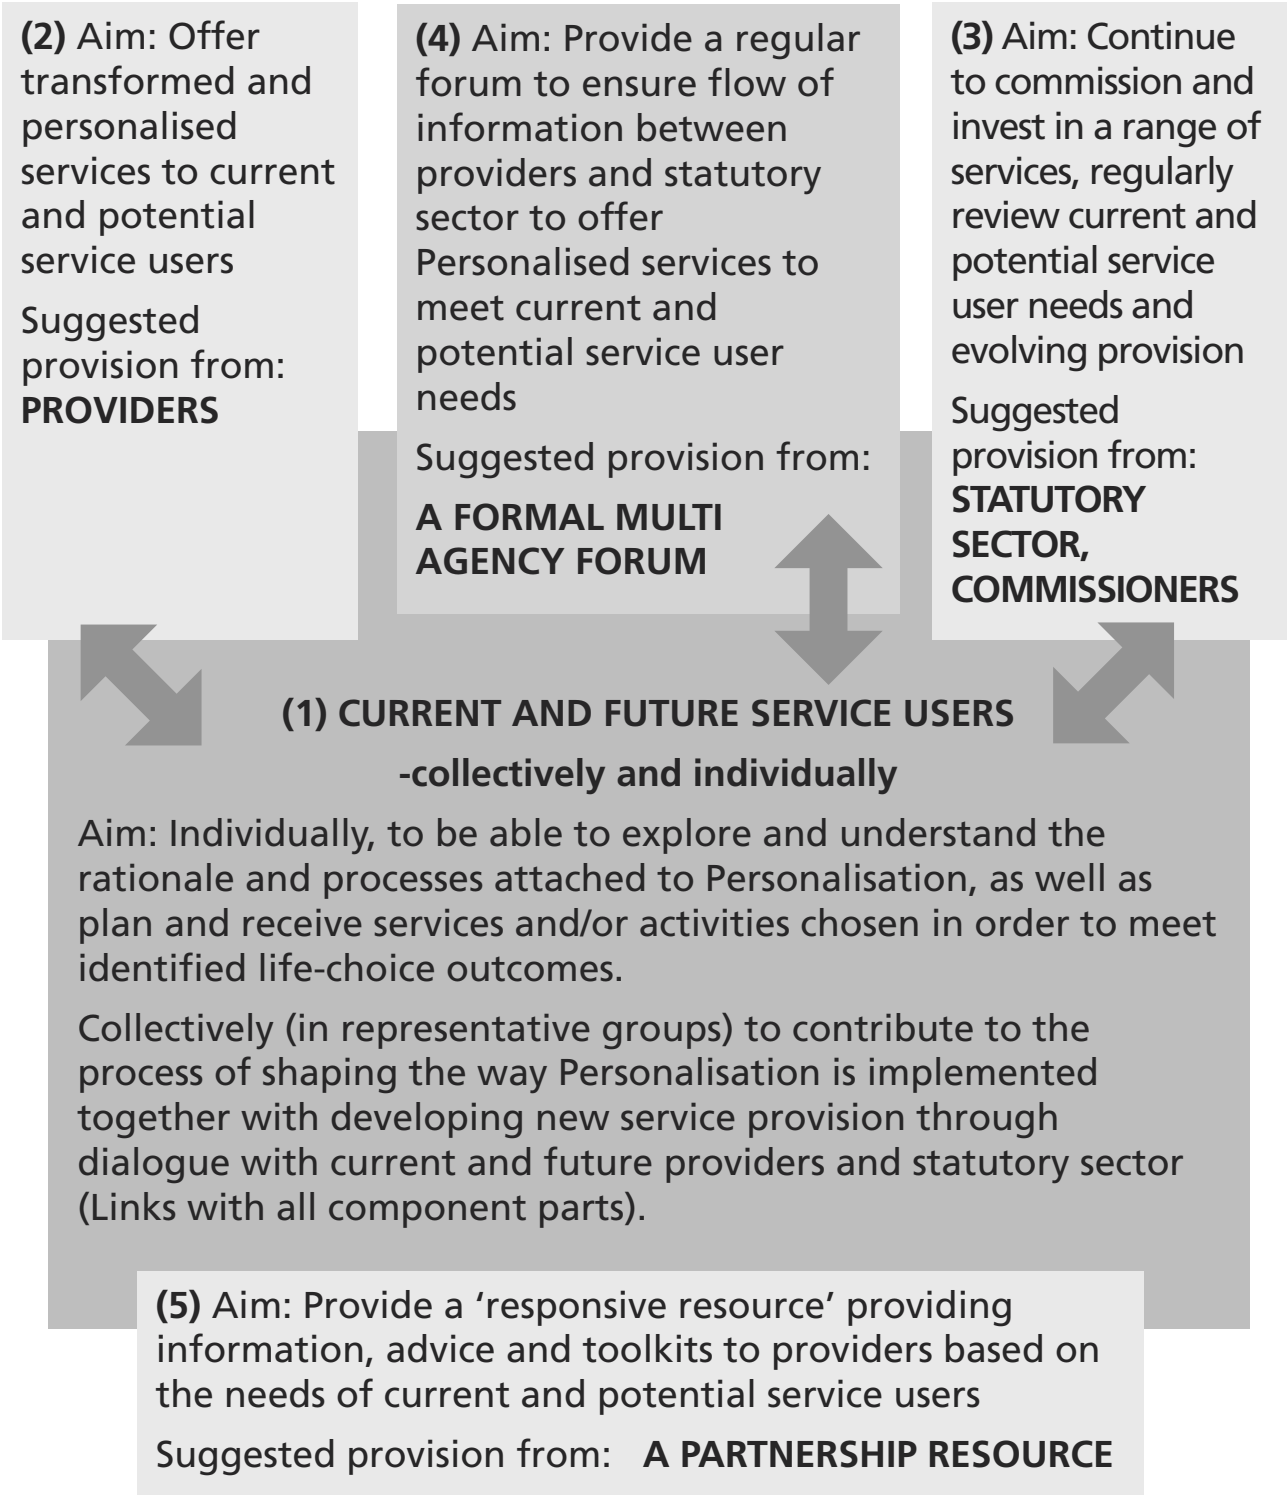 (2) Aim: Offer
transformed and
personalised
services to current
and potential
service users
Suggested
provision from:
PROVIDERS
(4) Aim: Provide a regular
forum to ensure flow of
information between
providers and statutory
sector to offer
Personalised services to
meet current and
potential service user
needs
Suggested provision from:
A FORMAL MULTI
AGENCY FORUM
(3) Aim: Continue
to commission and
invest in a range of
services, regularly
review current and
potential service
user needs and
evolving provision
Suggested
provision from:
STATUTORY
SECTOR,
COMMISSIONERS
(1) CURRENT AND FUTURE SERVICE USERS
-collectively and individually
Aim: Individually, to be able to explore and understand the
rationale and processes attached to Personalisation, as well as
plan and receive services and/or activities chosen in order to meet
identified life-choice outcomes.
Collectively (in representative groups) to contribute to the
process of shaping the way Personalisation is implemented
together with developing new service provision through
dialogue with current and future providers and statutory sector
(Links with all component parts).
(5) Aim: Provide a ‘responsive resource’ providing
information, advice and toolkits to providers based on
the needs of current and potential service users
Suggested provision from: A PARTNERSHIP RESOURCE